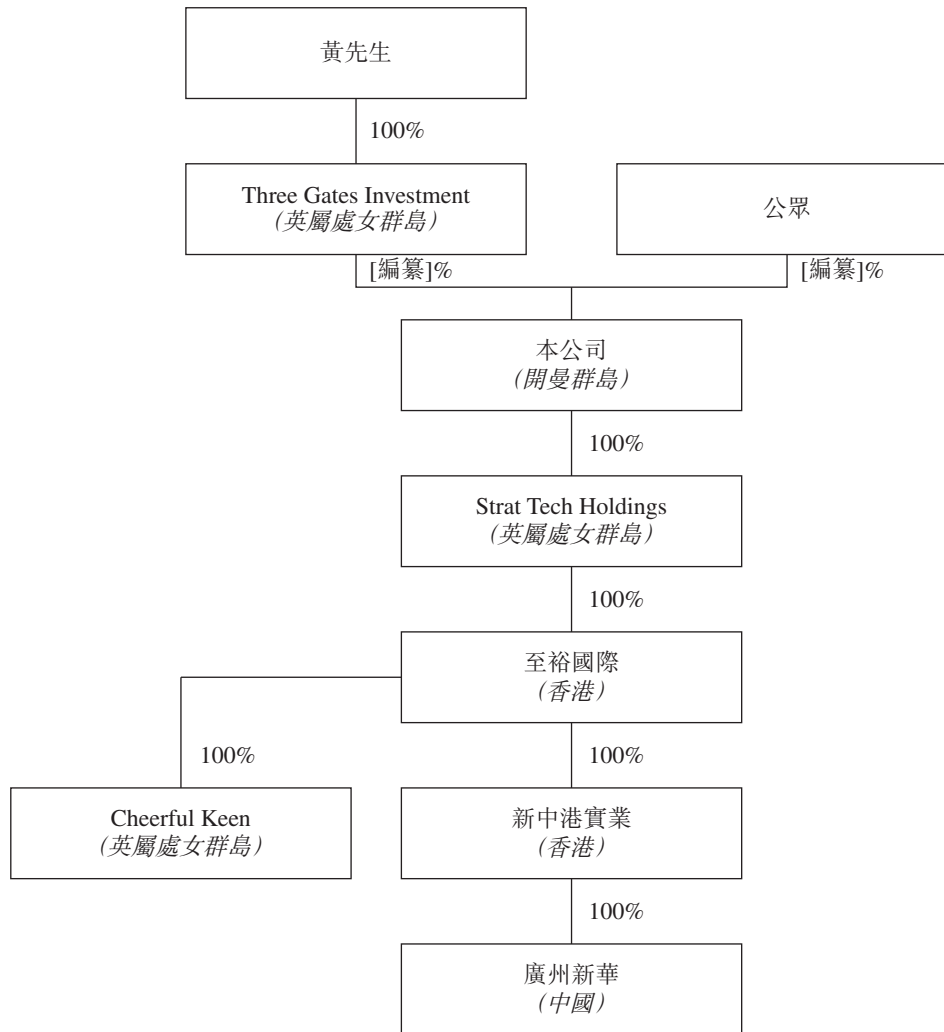 黃先生
100%
Three Gates Investment
(英屬處女群島)
公眾
[編纂]%
[編纂]%
本公司
(開曼群島)
100%
Strat Tech Holdings
(英屬處女群島)
100%
至裕國際
(香港)
100%
100%
Cheerful Keen
(英屬處女群島)
新中港實業
(香港)
100%
廣州新華
(中國)